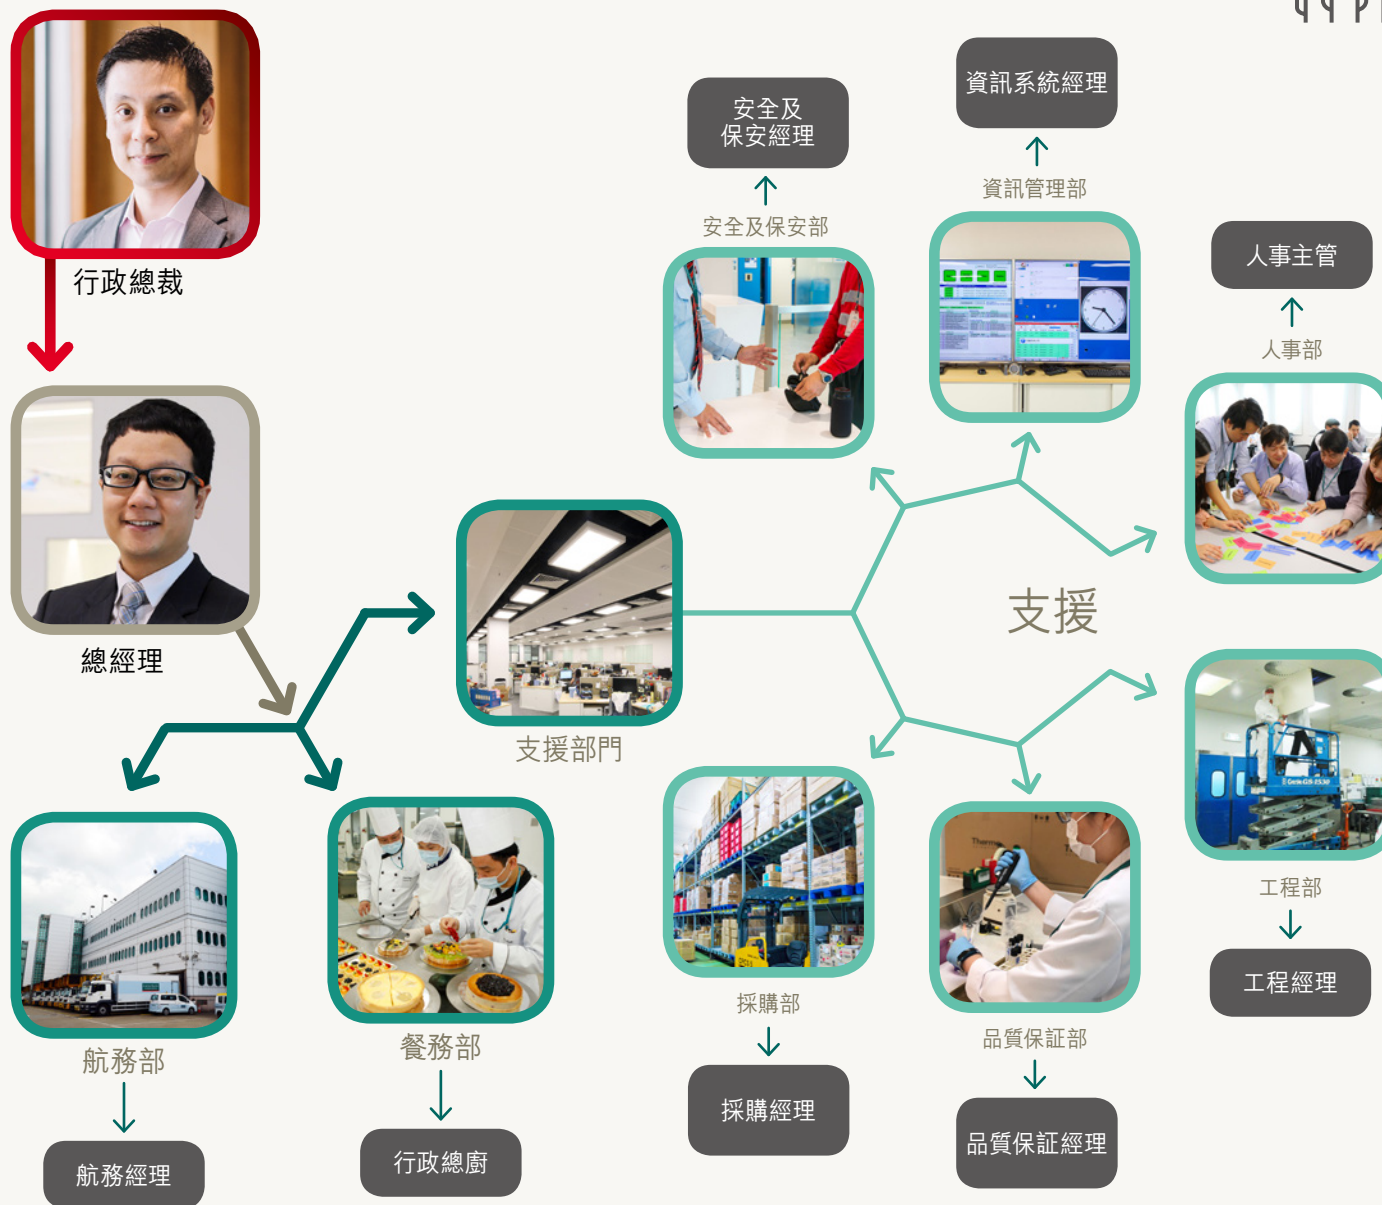 行政總裁
總經理
支援部門
航務部
航務經理
餐務部
行政總廚
支援
安全及
保安經理
安全及保安部
資訊系統經理
資訊管理部
人事主管
人事部
採購部
採購經理
品質保証部
品質保証經理
工程部
工程經理